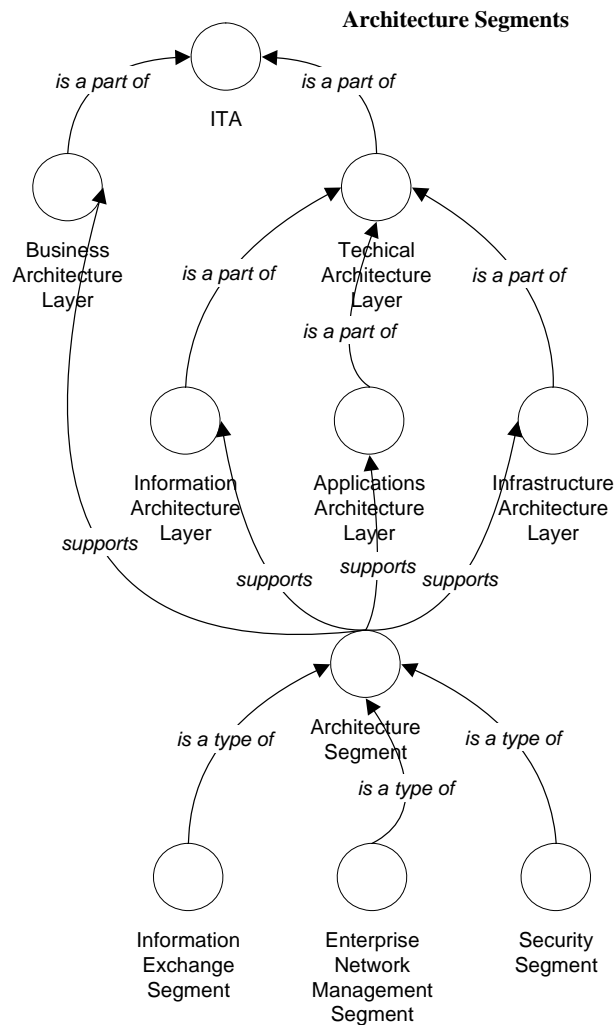 Architecture Segments
is a part of
is a part of
ITA
Business
Architecture
Layer
Techical
Architecture
Layer
is a part of
is a part of
is a part of
Information
Architecture
Layer
Applications
Architecture
Layer
Infrastructure
Architecture
Layer
supports
supports
supports
supports
Architecture
Segment
is a type of
is a type of
is a type of
Information
Exchange
Segment
Enterprise
Network
Management
Segment
Security
Segment